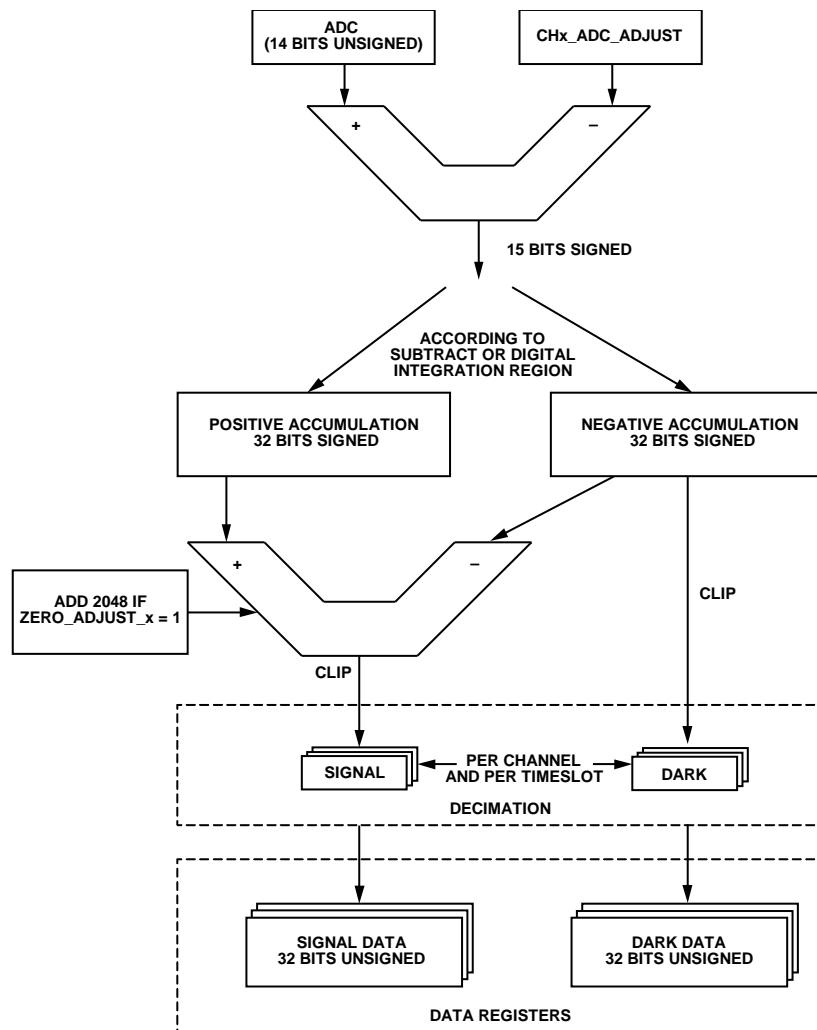 ADC
(14 BITS UNSIGNED)
CHx_ADC_ADJUST
+
–
15 BITS SIGNED
ACCORDING TO
SUBTRACT OR DIGITAL
INTEGRATION REGION
POSITIVE ACCUMULATION
32 BITS SIGNED
NEGATIVE ACCUMULATION
32 BITS SIGNED
+
–
ADD 2048 IF
ZERO_ADJUST_x = 1
CLIP
CLIP
SIGNAL
PER CHANNEL
AND PER TIMESLOT
DARK
DECIMATION
SIGNAL DATA
32 BITS UNSIGNED
DARK DATA
32 BITS UNSIGNED
DATA REGISTERS